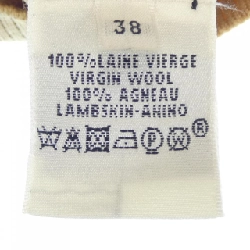 38
100%LAINE VIERGE
VIRGIN WOOL
100% AGNEAU
LAMBSKIN-AHINO
P W ®